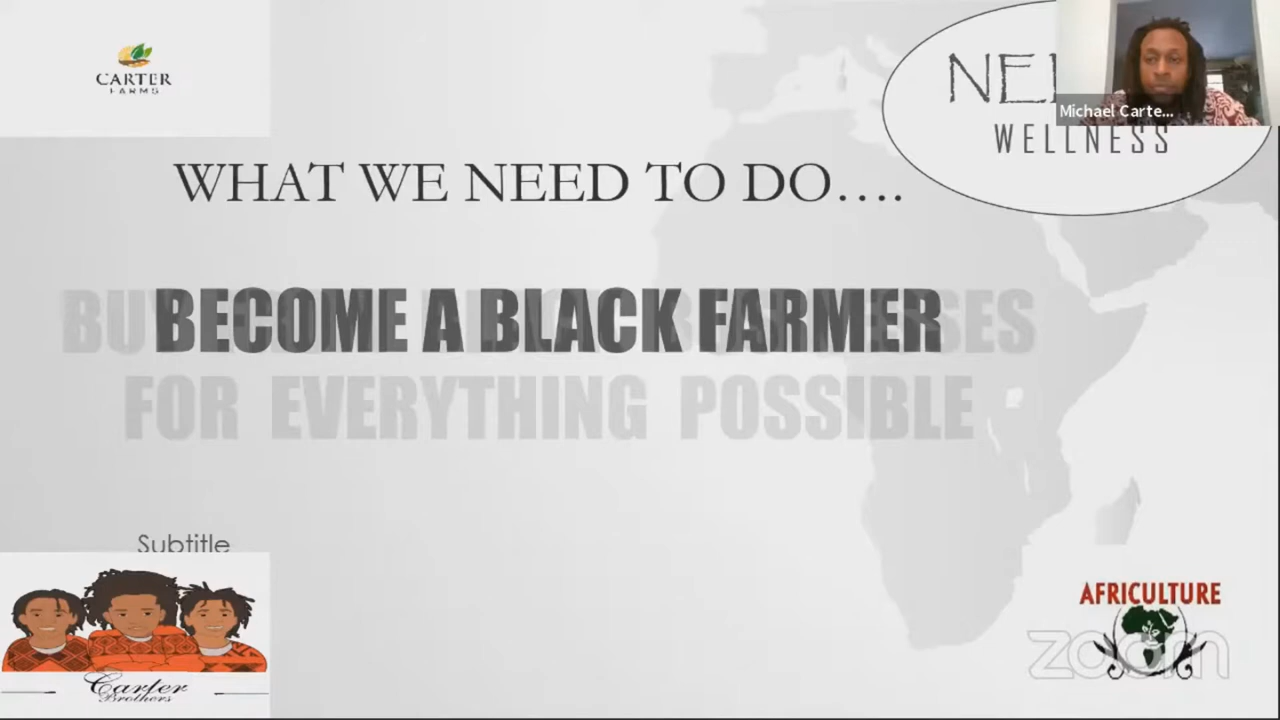 CARTER
FARMS
NE
Michael Carte...
WELLNESS
WHAT WE NEED TO DO....
BECOME A BLACK FARMER
FOR EVERYTHING POSSIBLE
Subtitle
Carter
Brothers
AFRICULTURE
zoom